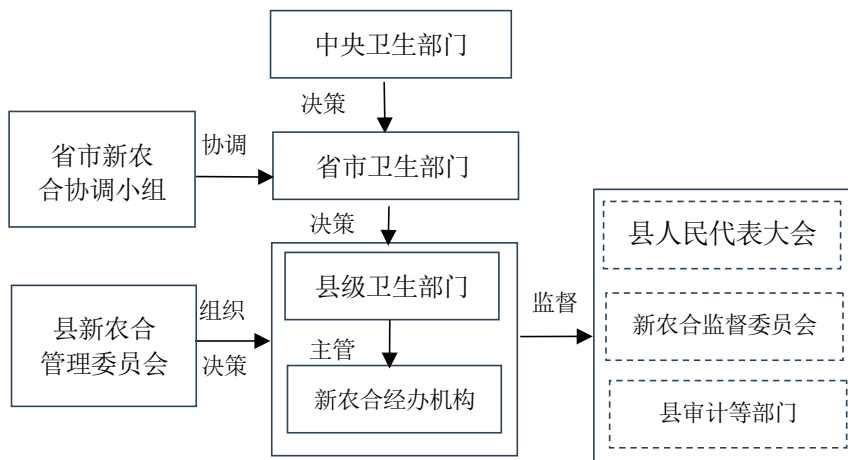 中央卫生部门
决策
省市新农
合协调小组
协调
省市卫生部门
决策
县级卫生部门
主管
新农合经办机构
县新农合
管理委员会
组织
决策
监督
县人民代表大会
新农合监督委员会
县审计等部门